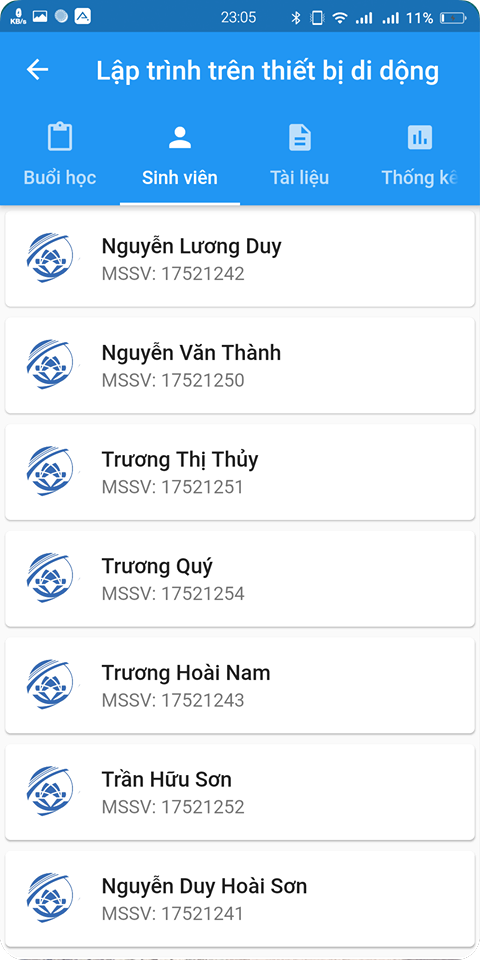 0
KB/s
23:05
11%
Lập trình trên thiết bị di dộng
Buổi học
Sinh viên
Tài liệu
Thống kê
Nguyễn Lương Duy
MSSV: 17521242
Nguyễn Văn Thành
MSSV: 17521250
Trương Thị Thủy
MSSV: 17521251
Trương Quý
MSSV: 17521254
Trương Hoài Nam
MSSV: 17521243
Trần Hữu Sơn
MSSV: 17521252
Nguyễn Duy Hoài Sơn
MSSV: 17521241